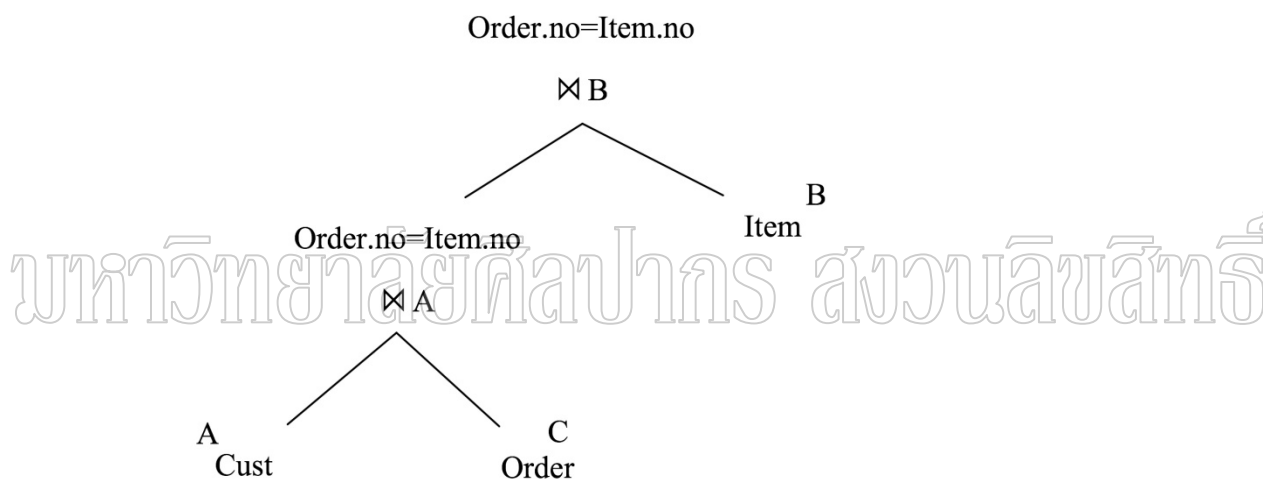 Order.no=Item.no
⋈ B
B
Item
Order.no=Item.no
มหาวิทยาลัยศิลปากร สงวนลิขสิทธิ์
⋈ A
A
Cust
C
Order